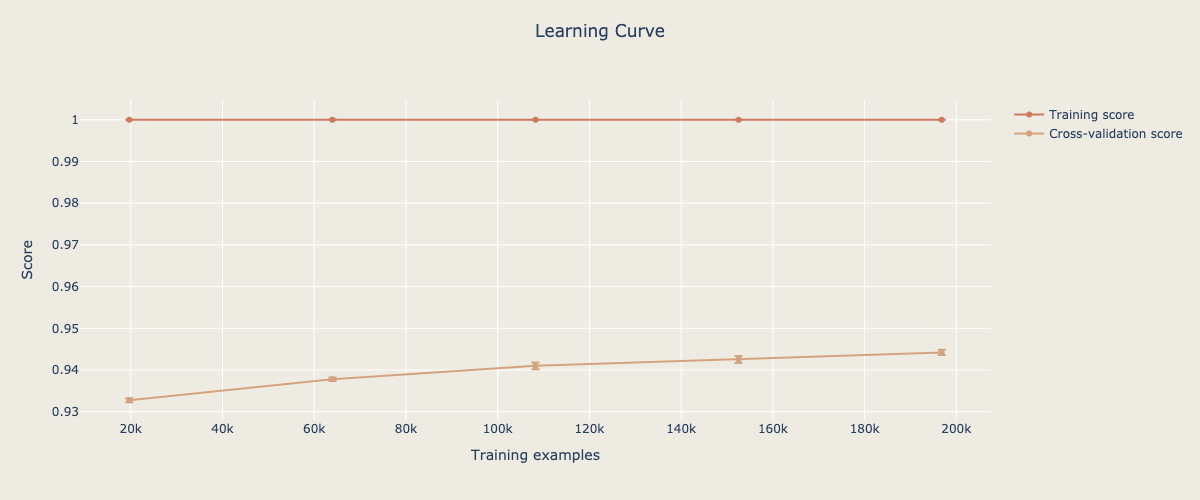 Learning Curve
Training score
Cross-validation score
1
0.99
0.98
0.97
0.96
0.95
0.94
0.93
Score
20k 40k 60k 80k 100k 120k 140k 160k 180k 200k
Training examples